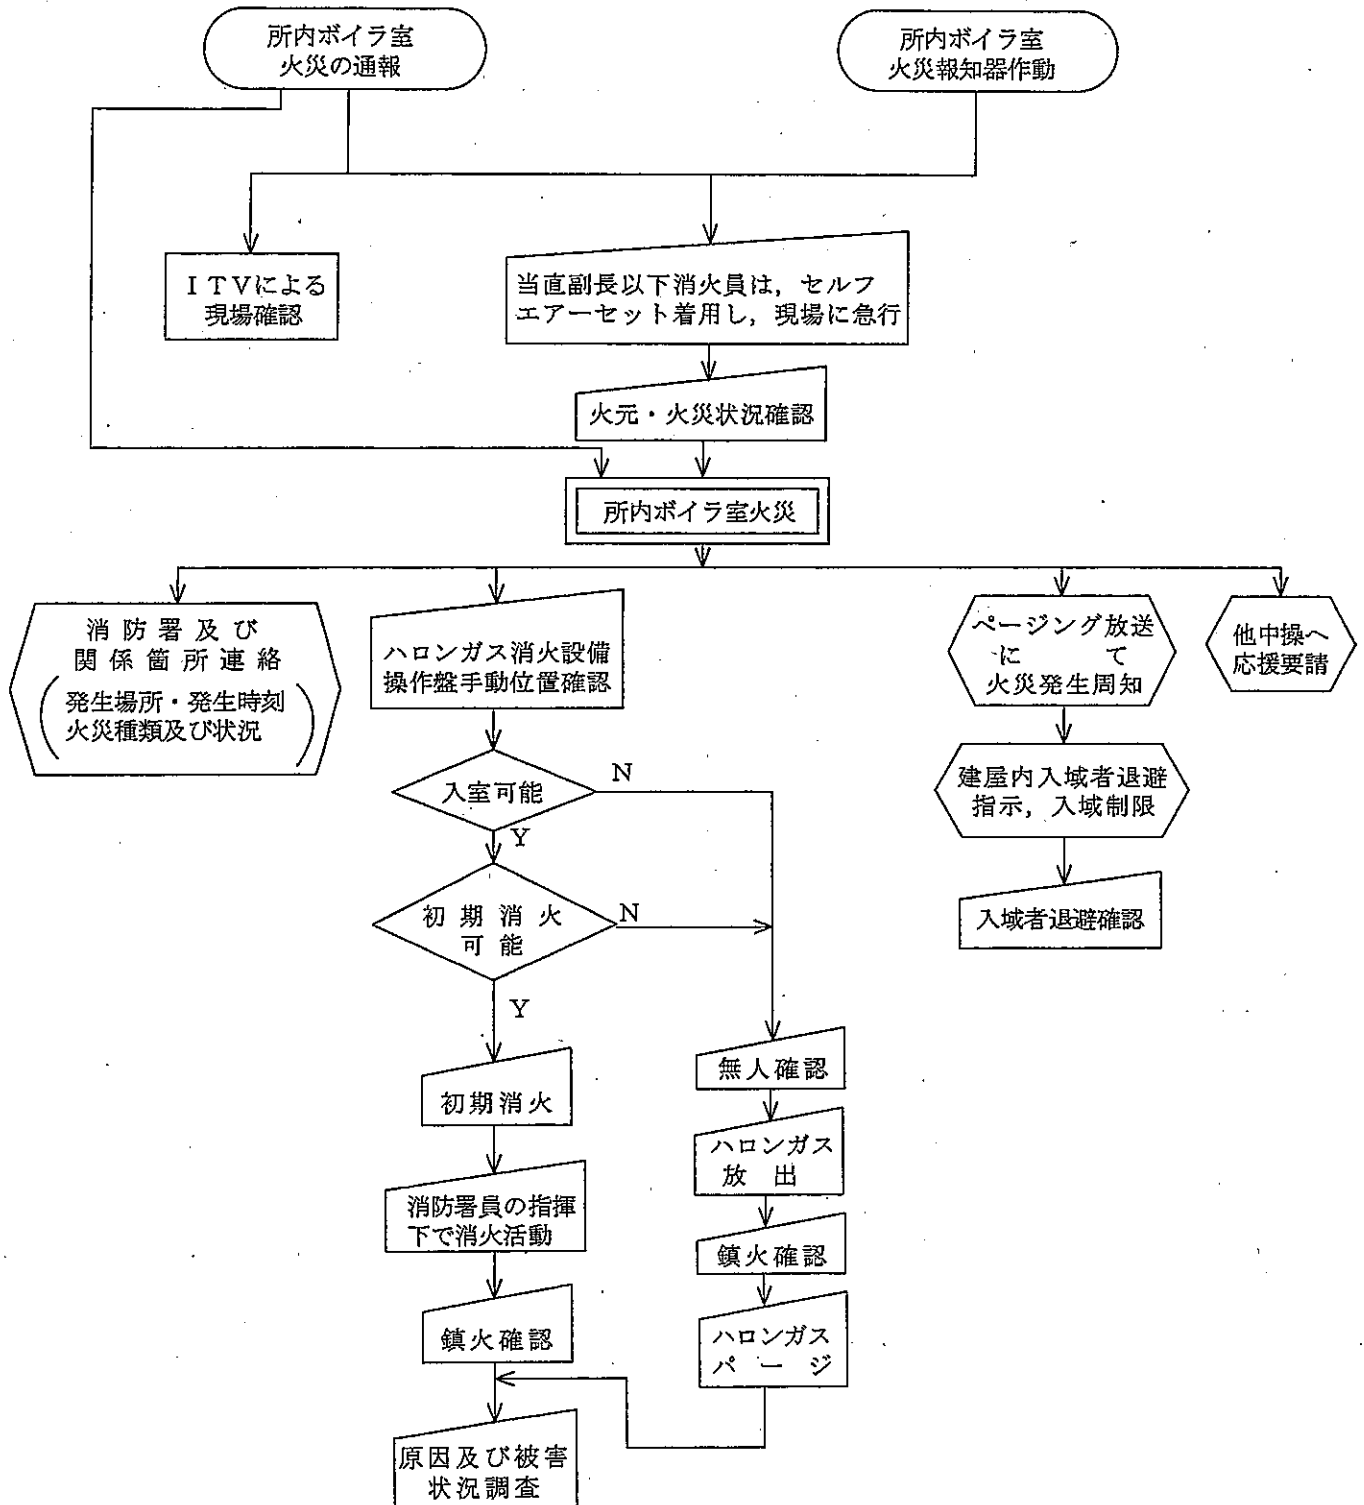 所内ボイラ室
火災の通報
所内ボイラ室
火災報知器作動
ITVによる
現場確認
当直副長以下消火員は，セルフ
エアーセット着用し，現場に急行
火元・火災状況確認
所内ボイラ室火災
消防署及び
関係箇所連絡
発生場所・発生時刻
火災種類及び状況
ハロンガス消火設備
操作盤手動位置確認
ページング放送
にて
火災発生周知
他中操へ
応援要請
入室可能
N
Y
建屋内入域者退避
指示，入域制限
初期消火
可能
N
Y
入域者退避確認
初期消火
無人確認
ハロンガス
放出
消防署員の指揮
下で消火活動
鎮火確認
鎮火確認
ハロンガス
パージ
原因及び被害
状況調査